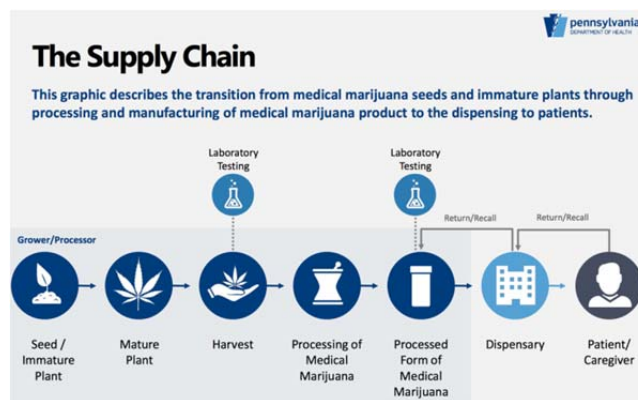 pennsylvania
DEPARTMENT OF HEALTH
The Supply Chain
This graphic describes the transition from medical marijuana seeds and immature plants through
processing and manufacturing of medical marijuana product to the dispensing to patients.
Laboratory
Testing
Laboratory
Testing
Return/Recall
Return/Recall
Grower/Processor
Seed /
Immature
Plant
Mature
Plant
Harvest
Processing of
Medical
Marijuana
Processed
Form of
Medical
Marijuana
Dispensary
Patient/
Caregiver